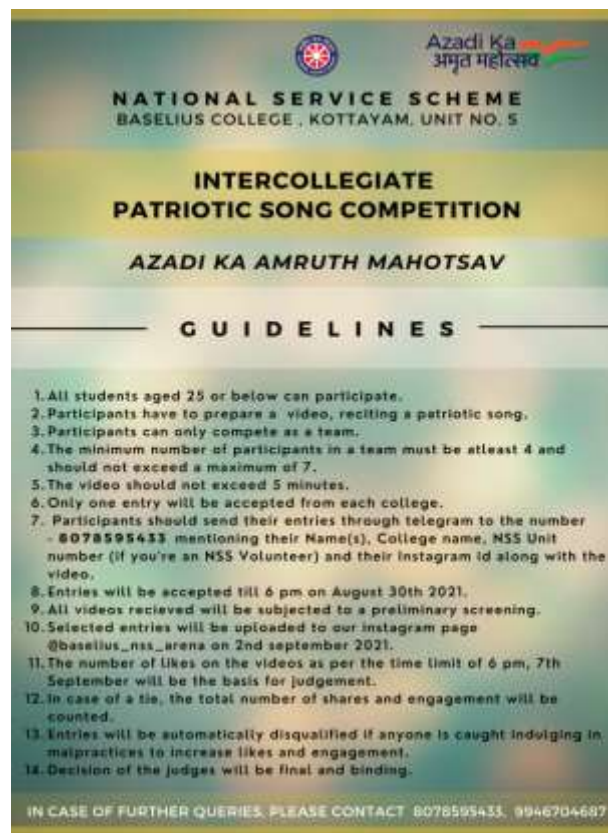 Azadi Ka
अमृत महोत्सव
NATIONAL SERVICE SCHEME
BASELIUS COLLEGE , KOTTAYAM, UNIT NO. 5
INTERCOLLEGIATE
PATRIOTIC SONG COMPETITION
AZADI KA AMRUTH MAHOTSAV
GUIDELINES
1. All students aged 25 or below can participate.
2. Participants have to prepare a video, reciting a patriotic song.
3. Participants can only compete as a team.
4. The minimum number of participants in a team must be atleast 4 and
should not exceed a maximum of 7.
5. The video should not exceed 5 minutes.
6. Only one entry will be accepted from each college.
7. Participants should send their entries through telegram to the number
- 8078595433 mentioning their Name(s), College name, NSS Unit
number (if you're an NSS Volunteer) and their Instagram id along with the
video.
8. Entries will be accepted till 6 pm on August 30th 2021.
9. All videos recieved will be subjected to a preliminary screening.
10. Selected entries will be uploaded to our instagram page
@baselius_nss_arena on 2nd september 2021.
11. The number of likes on the videos as per the time limit of 6 pm, 7th
September will be the basis for judgement.
12. In case of a tie, the total number of shares and engagement will be
counted.
13. Entries will be automatically disqualified if anyone is caught indulging in
malpractices to increase likes and engagement.
14. Decision of the judges will be final and binding.
IN CASE OF FURTHER QUERIES, PLEASE CONTACT 8078595433, 9946704687